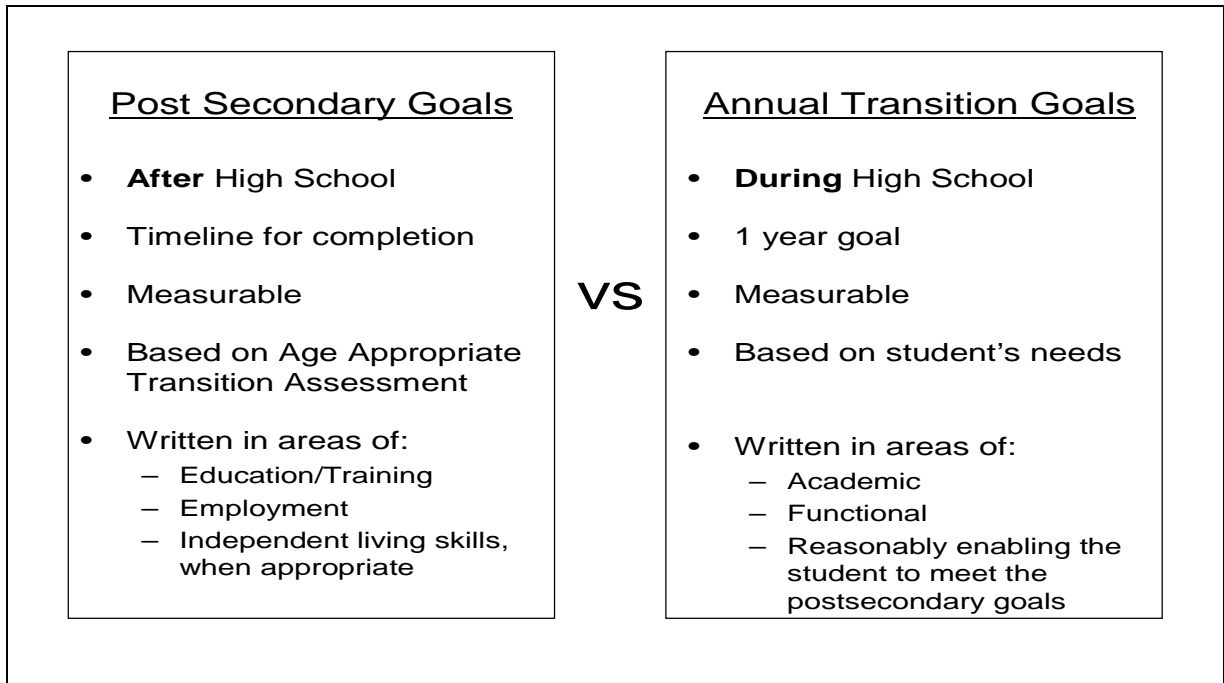 Post Secondary Goals
• After High School
• Timeline for completion
• Measurable
• Based on Age Appropriate
Transition Assessment
• Written in areas of:
– Education/Training
– Employment
– Independent living skills,
when appropriate
vs
Annual Transition Goals
• During High School
• 1 year goal
• Measurable
• Based on student’s needs
• Written in areas of:
– Academic
– Functional
– Reasonably enabling the
student to meet the
postsecondary goals